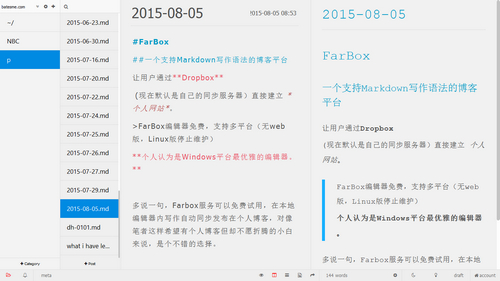 bateome.com
~/
NBC
p
+Category
2015-06-23.md
2015-06-30.md
2015-07-16.md
2015-07-20.md
2015-07-22.md
2015-07-24.md
2015-07-25.md
2015-07-26.md
2015-07-27.md
2015-07-29.md
2015-08-05.md
dh-0101.md
what i have le...
+Post
2015-08-05
!015-08-05 08:53
#FarBox
##一个支持Markdown写作语法的博客平台
让用户通过**Dropbox**
(现在默认是自己的同步服务器）直接建立 *
个人网站*。
>FarBox编辑器免费，支持多平台（无web
版，Linux版停止维护）
**个人认为是Windows平台最优雅的编辑器。
**
多说一句，Farbox服务可以免费试用，在本地
编辑器内写作自动同步发布在个人博客，对像
笔者这样希望有个人博客但却不愿折腾的小白
来说，是个不错的选择。
2015-08-05
FarBox
一个支持Markdown写作语法的博客
平台
让用户通过Dropbox
(现在默认是自己的同步服务器）直接建立 个人
网站。
FarBox编辑器免费，支持多平台（无we
b版，Linux版停止维护）
个人认为是Windows平台最优雅的编辑器
。
多说一句，Farbox服务可以免费试用，在本地
meta
144 words
draft
account